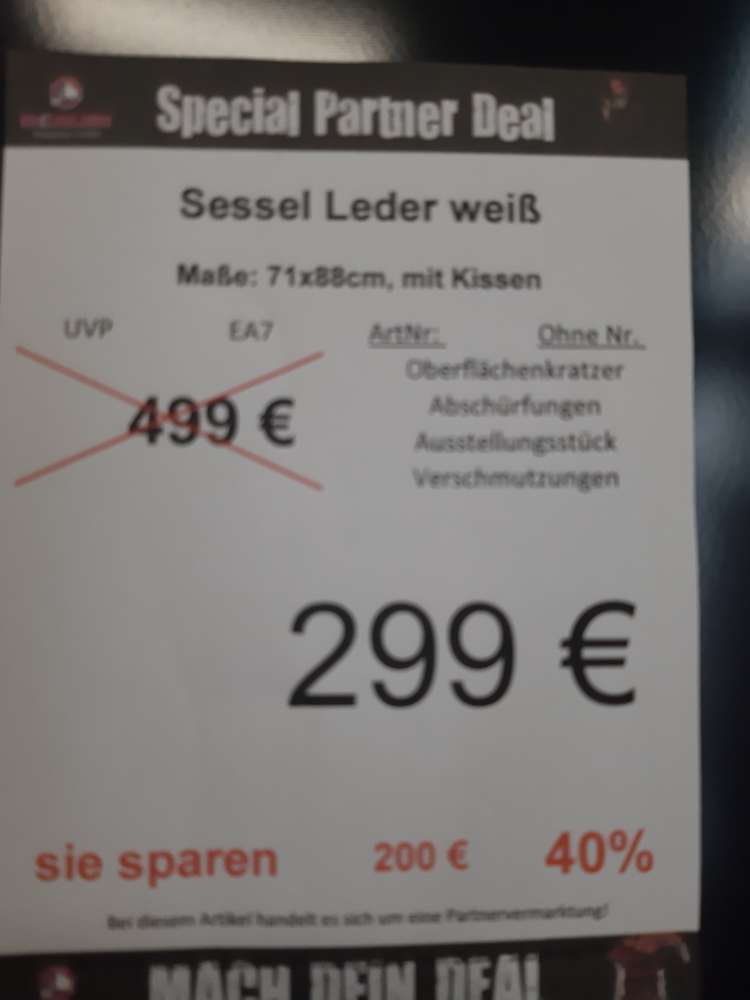 Special Partner Deal
Sessel Leder weiß
Maße: 71x88cm, mit Kissen
UVP EA7 ArtNr: Ohne Nr.
Oberflächenkratzer
499 € Abschürfungen
Ausstellungsstück
Verschmutzungen
299 €
sie sparen 200 € 40%
Bei diesem Artikel handelt es sich um eine Partnervermarktung!
MACH DEIN DEAL